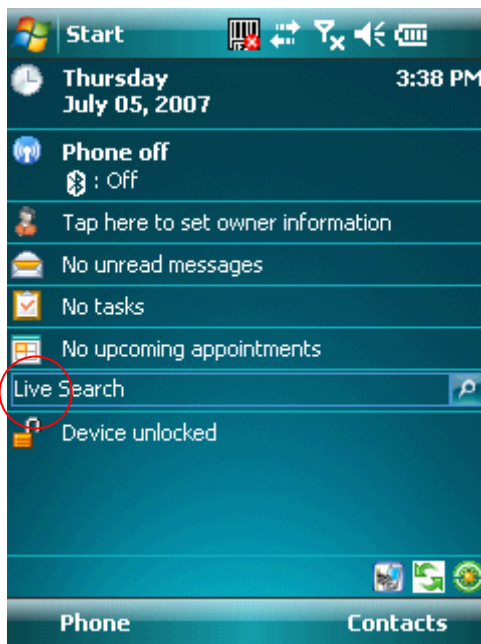 Start
Thursday 3:38 PM
July 05, 2007
Phone off
: Off
Tap here to set owner information
No unread messages
No tasks
No upcoming appointments
Live Search
Device unlocked
Phone Contacts